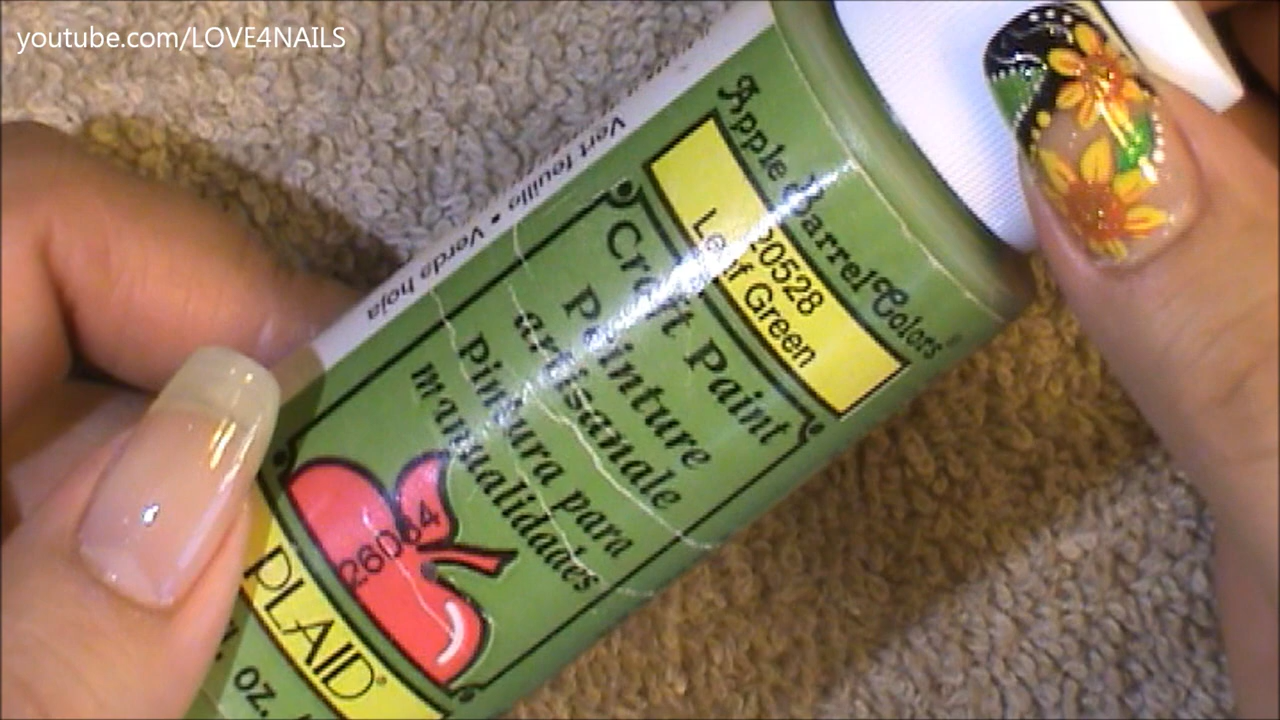 youtube.com/LOVE4NAILS
Apple Barrel Colors®
20528
Leaf Green
Craft Paint
Peinture
artisanale
Pintura para
manualidades
Vert feuille • Verde hoja
26064
PLAID®
oz.